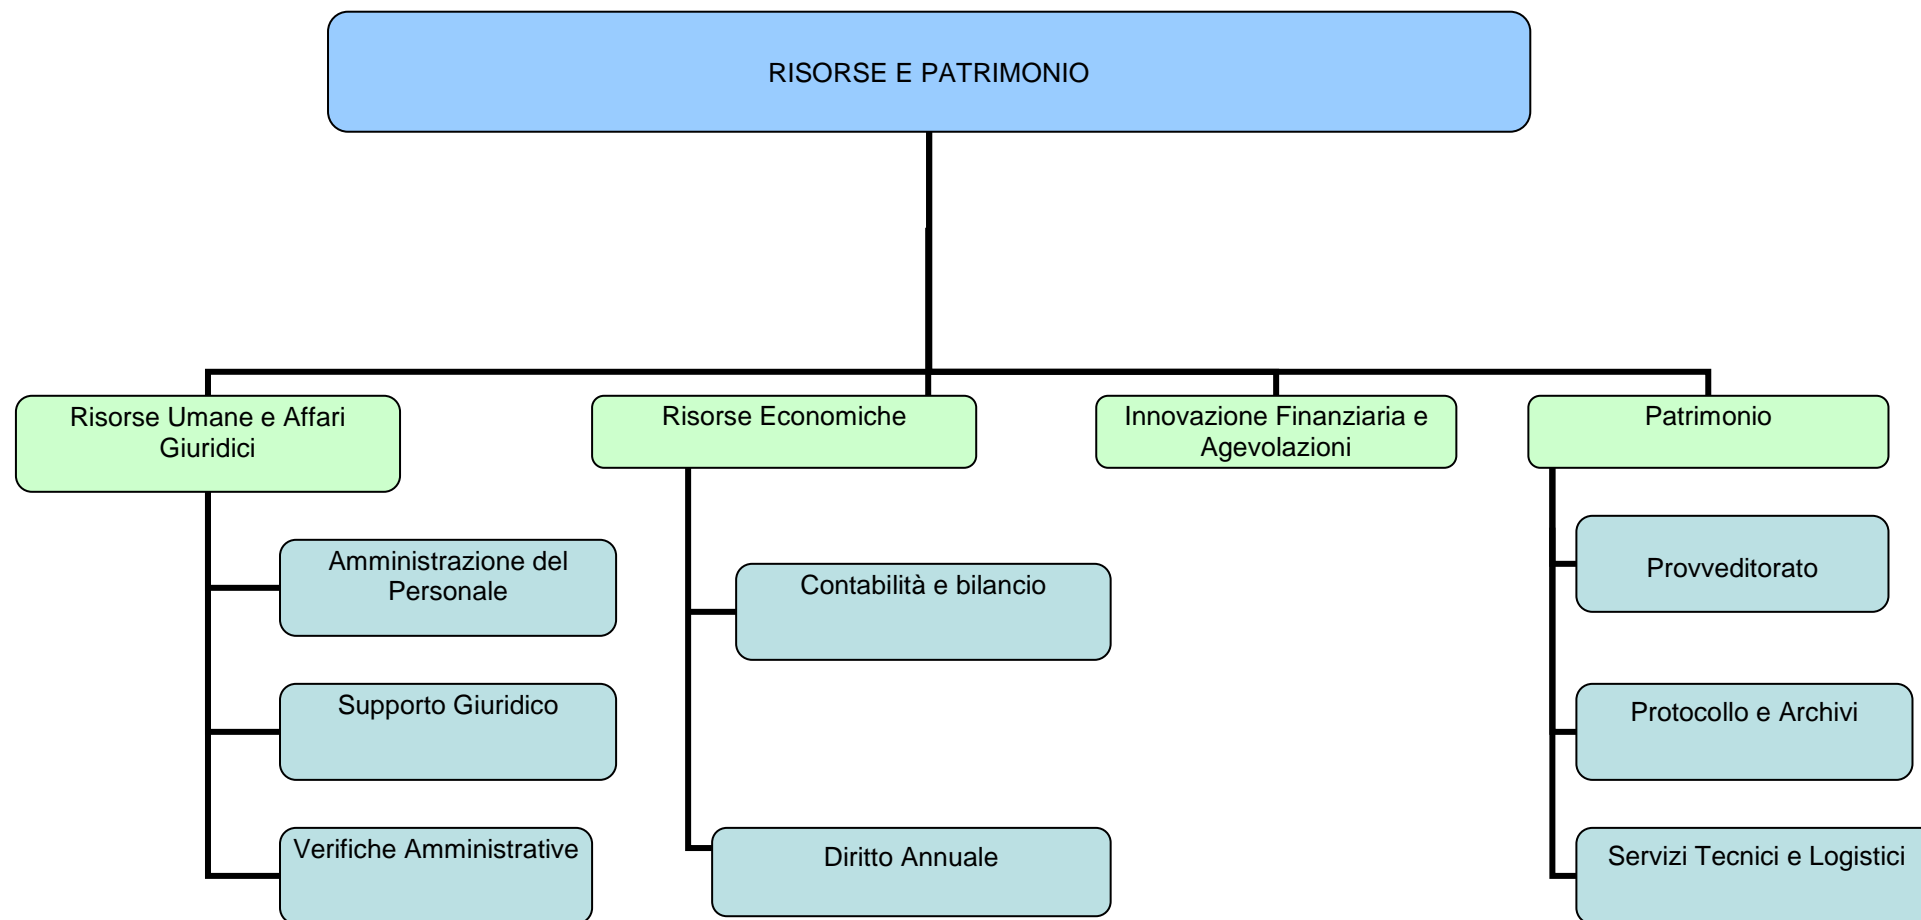 RISORSE E PATRIMONIO
Risorse Umane e Affari
Giuridici
Risorse Economiche
Innovazione Finanziaria e
Agevolazioni
Patrimonio
Amministrazione del
Personale
Supporto Giuridico
Verifiche Amministrative
Contabilità e bilancio
Diritto Annuale
Provveditorato
Protocollo e Archivi
Servizi Tecnici e Logistici